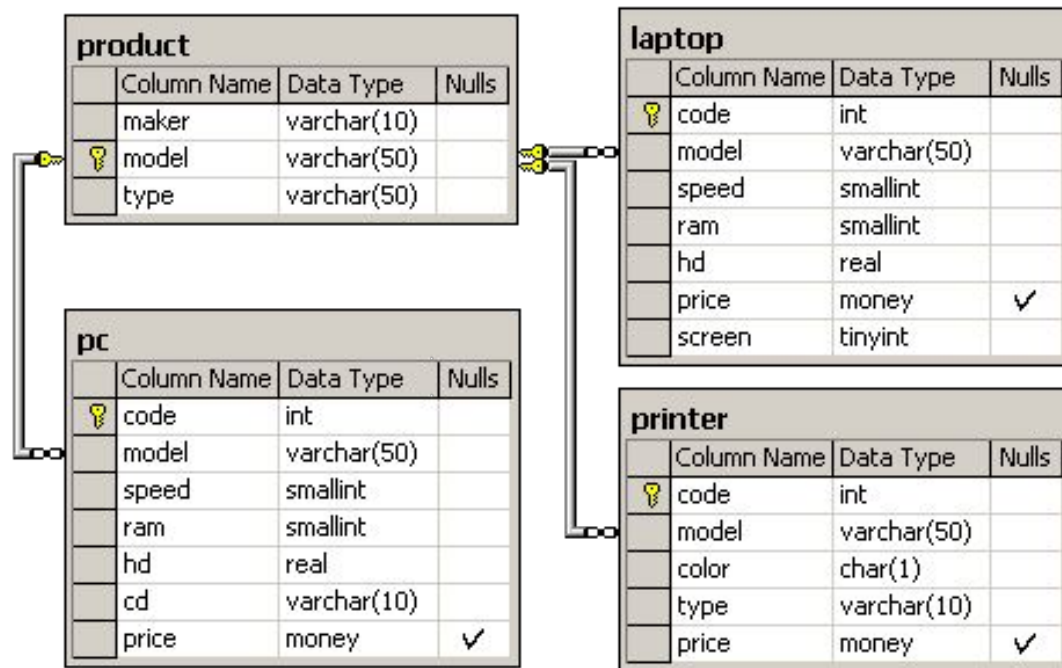 product
Column Name Data Type Nulls
maker varchar(10)
model varchar(50)
type varchar(50)
laptop
Column Name Data Type Nulls
code int
model varchar(50)
speed smallint
ram smallint
hd real
price money ✓
screen tinyint
pc
Column Name Data Type Nulls
code int
model varchar(50)
speed smallint
ram smallint
hd real
cd varchar(10)
price money ✓
printer
Column Name Data Type Nulls
code int
model varchar(50)
color char(1)
type varchar(10)
price money ✓